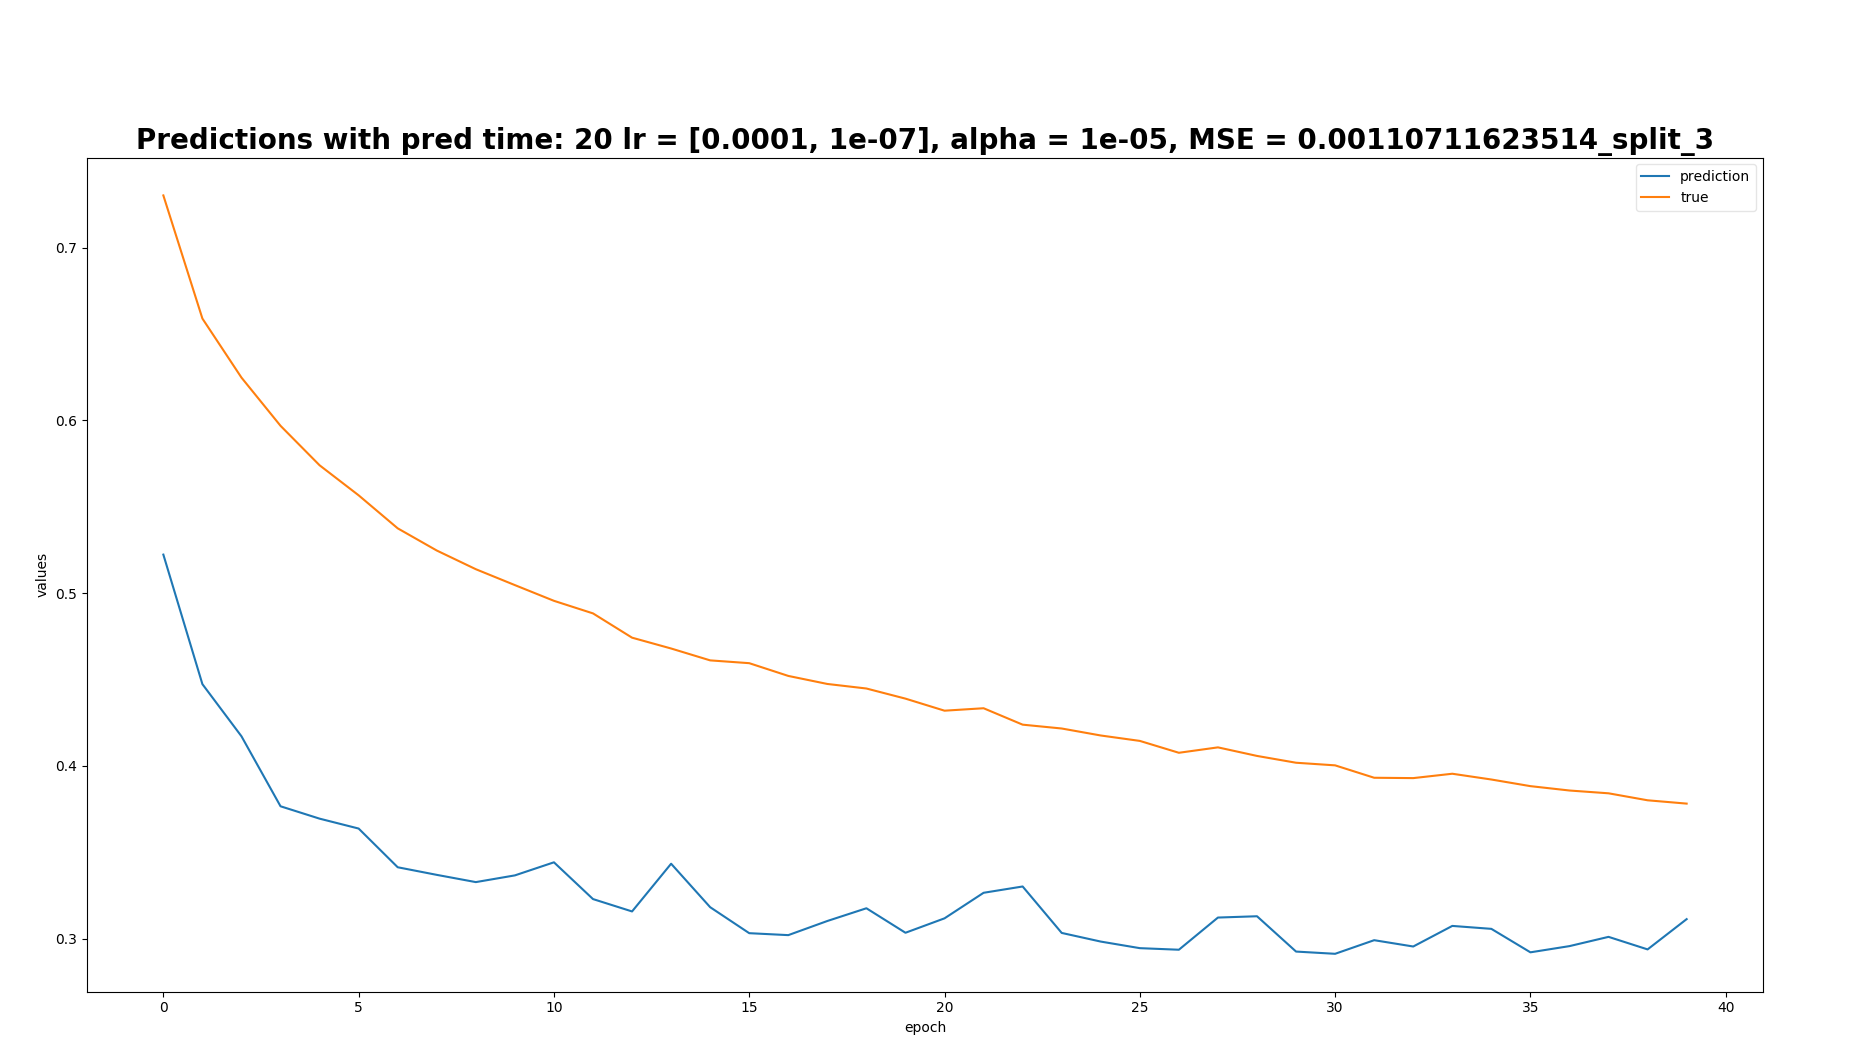 Predictions with pred time: 20 lr = [0.0001, 1e-07], alpha = 1e-05, MSE = 0.00110711623514_split_3
prediction
true
0.7
0.6
0.5
0.4
0.3
values
0 5 10 15 20 25 30 35 40
epoch